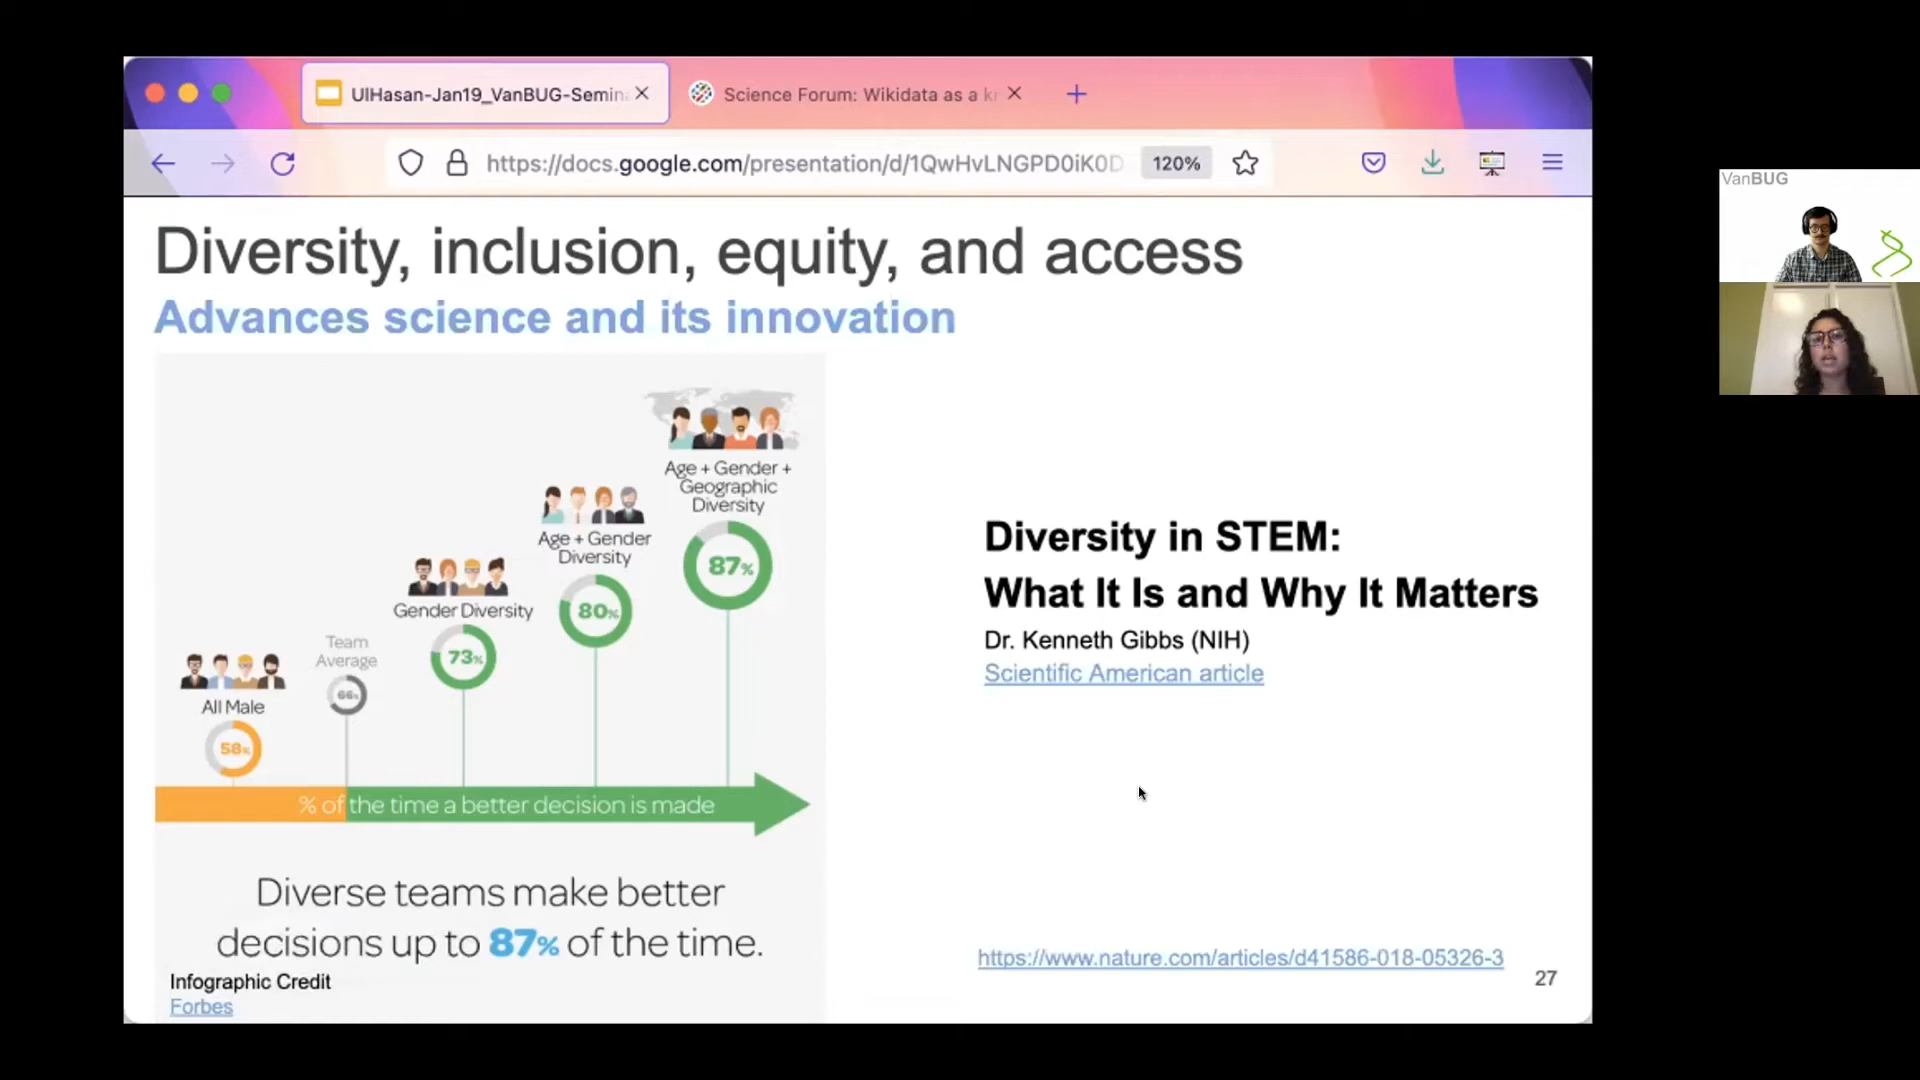 UlHasan-Jan19_VanBUG-Semin
Science Forum: Wikidata as a k
https://docs.google.com/presentation/d/1QwHvLNGPD0iK0D
120%
VanBUG
Diversity, inclusion, equity, and access
Advances science and its innovation
Age + Gender +
Geographic
Diversity
87%
Age + Gender
Diversity
80%
Gender Diversity
73%
Team
Average
66%
All Male
58%
% of the time a better decision is made
Diverse teams make better
decisions up to 87% of the time.
Infographic Credit
Forbes
Diversity in STEM:
What It Is and Why It Matters
Dr. Kenneth Gibbs (NIH)
Scientific American article
https://www.nature.com/articles/d41586-018-05326-3
27